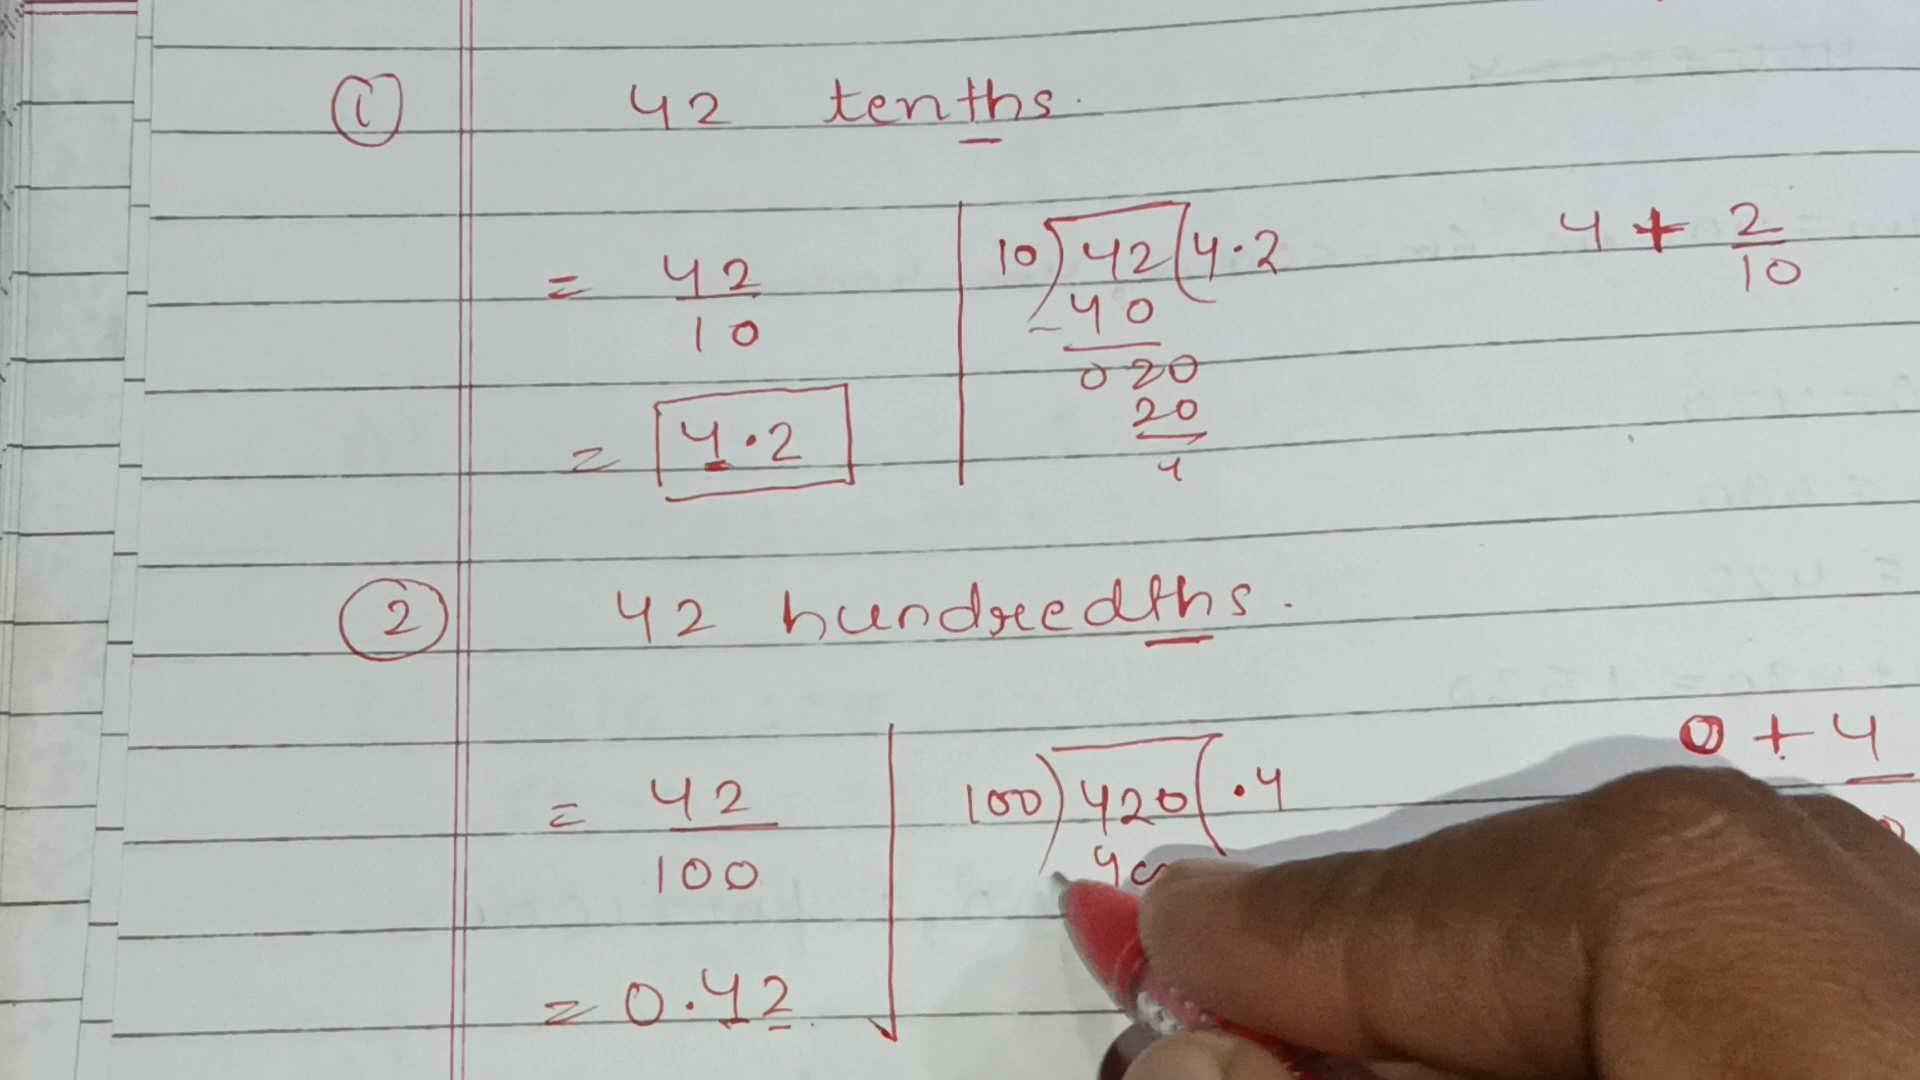 ① 42 tenths.
= 42/10
10)42(4.2
4 + 2/10
-40
020
20
= 4.2
② 42 hundreedths.
0 + 4
= 42/100
100)420(.4
= 0.42